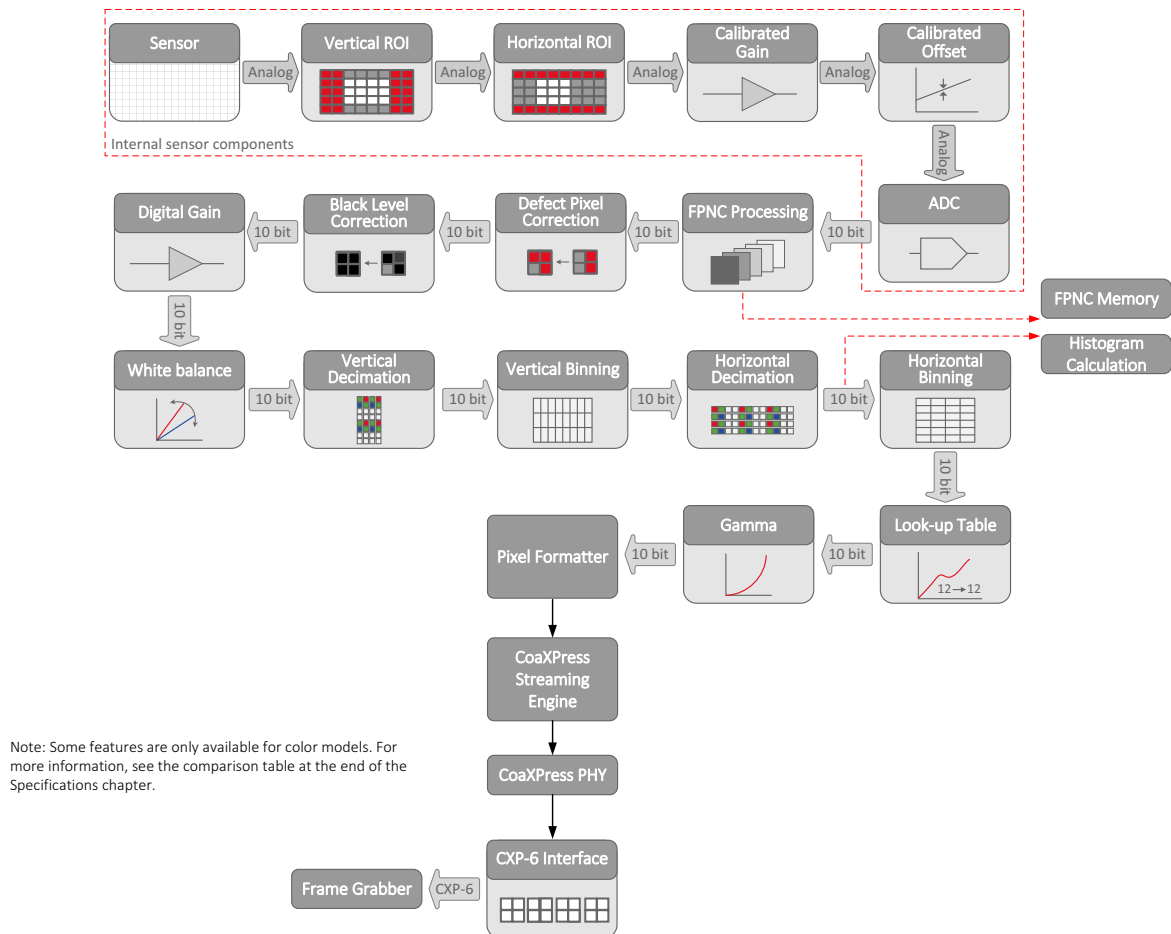 Sensor
Analog
Vertical ROI
Analog
Horizontal ROI
Analog
Calibrated
Gain
Analog
Calibrated
Offset
Internal sensor components
Analog
Digital Gain
10 bit
Black Level
Correction
10 bit
Defect Pixel
Correction
10 bit
FPNC Processing
10 bit
ADC
10 bit
FPNC Memory
Histogram
Calculation
White balance
10 bit
Vertical
Decimation
10 bit
Vertical Binning
10 bit
Horizontal
Decimation
10 bit
Horizontal
Binning
10 bit
Pixel Formatter
10 bit
Gamma
10 bit
Look-up Table
12→12
CoaXPress
Streaming
Engine
Note: Some features are only available for color models. For
more information, see the comparison table at the end of the
Specifications chapter.
CoaXPress PHY
CXP-6 Interface
CXP-6
Frame Grabber